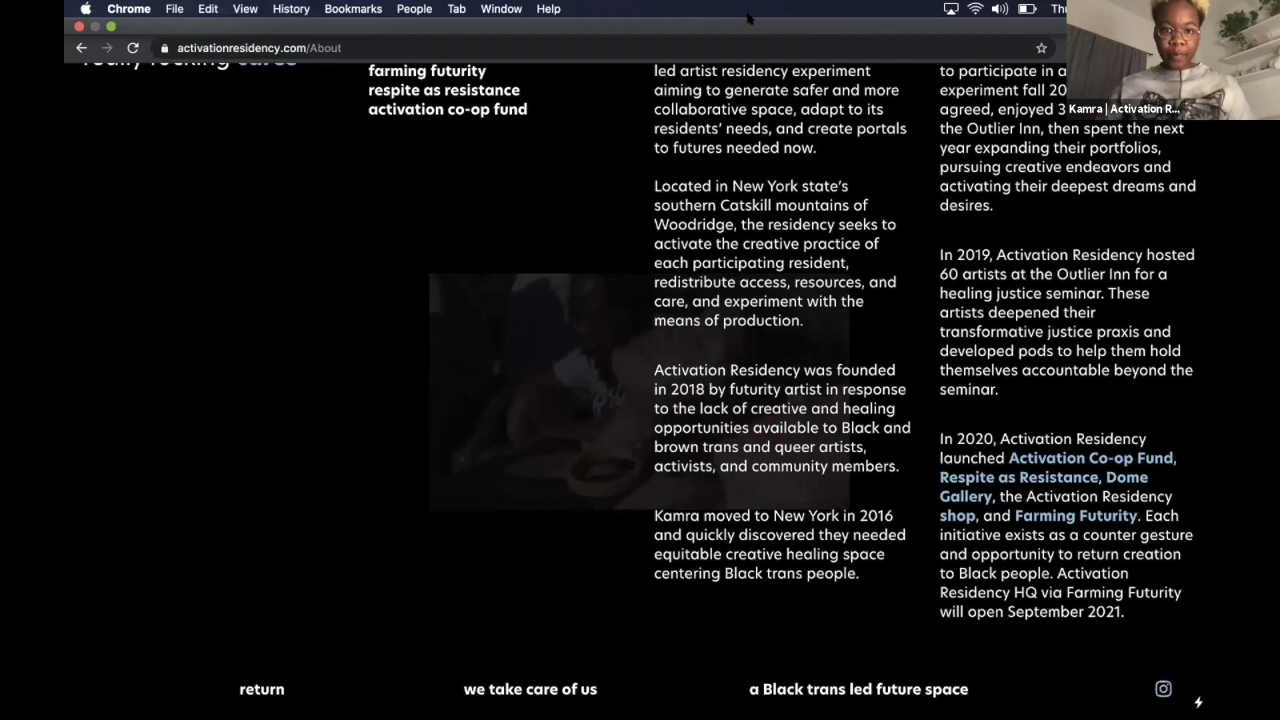 Chrome File Edit View History Bookmarks People Tab Window Help
Thu
activationresidency.com/About
Kamra | Activation R...
really rocking cares
farming futurity
respite as resistance
activation co-op fund
led artist residency experiment
aiming to generate safer and more
collaborative space, adapt to its
residents' needs, and create portals
to futures needed now.
Located in New York state's
southern Catskill mountains of
Woodridge, the residency seeks to
activate the creative practice of
each participating resident,
redistribute access, resources, and
care, and experiment with the
means of production.
Activation Residency was founded
in 2018 by futurity artist in response
to the lack of creative and healing
opportunities available to Black and
brown trans and queer artists,
activists, and community members.
Kamra moved to New York in 2016
and quickly discovered they needed
equitable creative healing space
centering Black trans people.
to participate in a
experiment fall 20
agreed, enjoyed 3
the Outlier Inn, then spent the next
year expanding their portfolios,
pursuing creative endeavors and
activating their deepest dreams and
desires.
In 2019, Activation Residency hosted
60 artists at the Outlier Inn for a
healing justice seminar. These
artists deepened their
transformative justice praxis and
developed pods to help them hold
themselves accountable beyond the
seminar.
In 2020, Activation Residency
launched Activation Co-op Fund,
Respite as Resistance, Dome
Gallery, the Activation Residency
shop, and Farming Futurity. Each
initiative exists as a counter gesture
and opportunity to return creation
to Black people. Activation
Residency HQ via Farming Futurity
will open September 2021.
return
we take care of us
a Black trans led future space